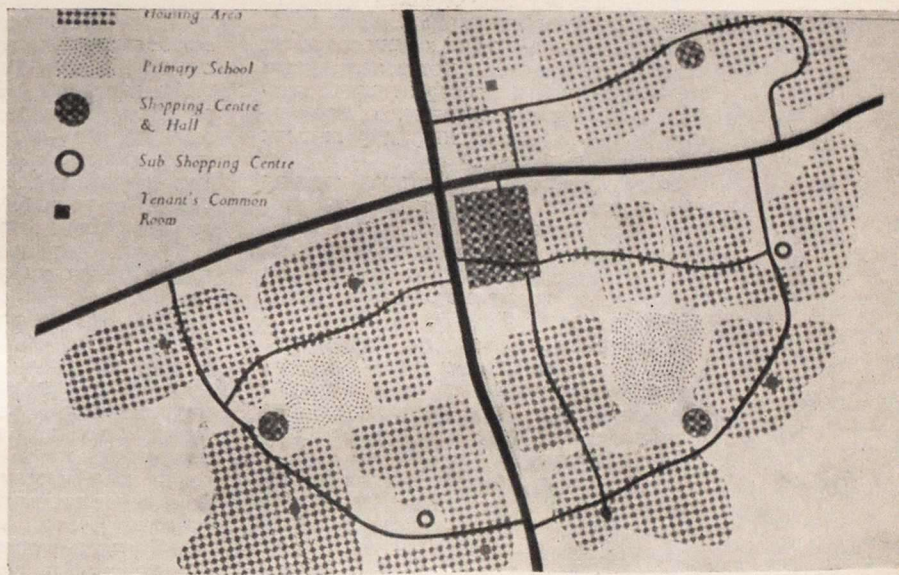 Housing Area
Primary School
Shopping Centre
& Hall
Sub Shopping Centre
Tenant's Common
Room